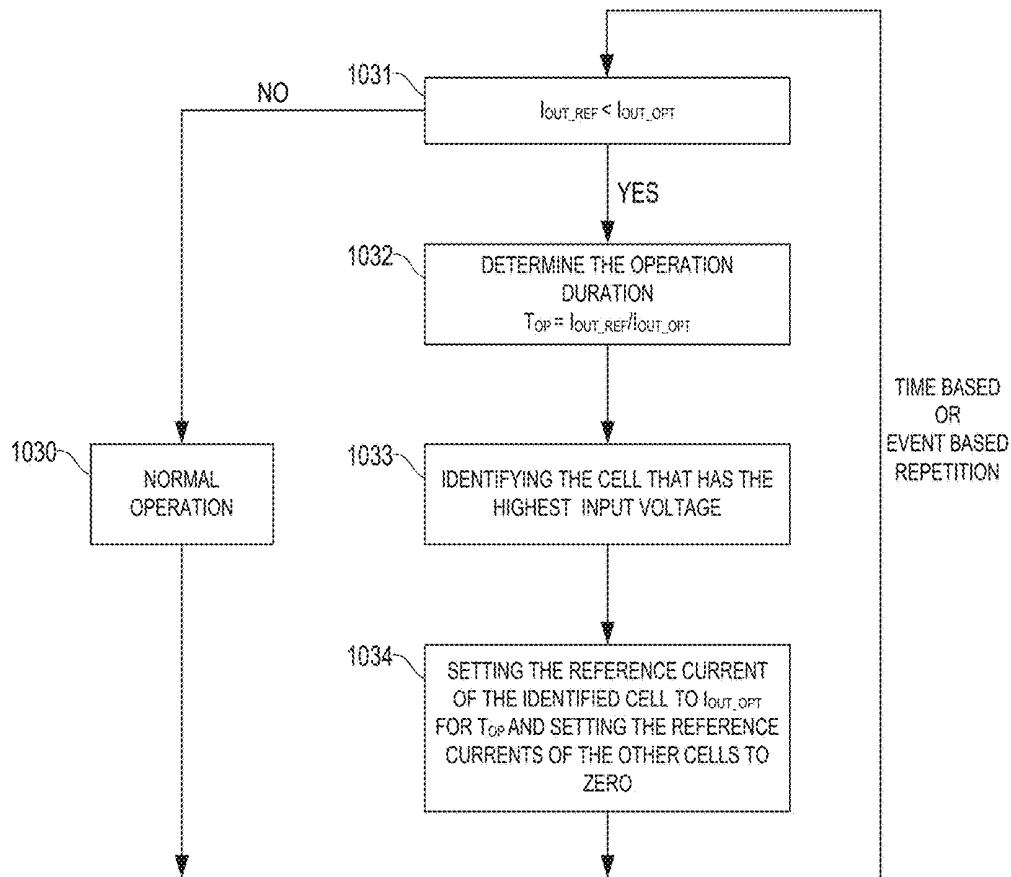 1031
I_OUT_REF < I_OUT_OPT
NO
YES
1032
DETERMINE THE OPERATION
DURATION
T_OP = I_OUT_REF/I_OUT_OPT
TIME BASED
OR
EVENT BASED
REPETITION
1030
NORMAL
OPERATION
1033
IDENTIFYING THE CELL THAT HAS THE
HIGHEST INPUT VOLTAGE
1034
SETTING THE REFERENCE CURRENT
OF THE IDENTIFIED CELL TO I_OUT_OPT
FOR T_OP AND SETTING THE REFERENCE
CURRENTS OF THE OTHER CELLS TO
ZERO